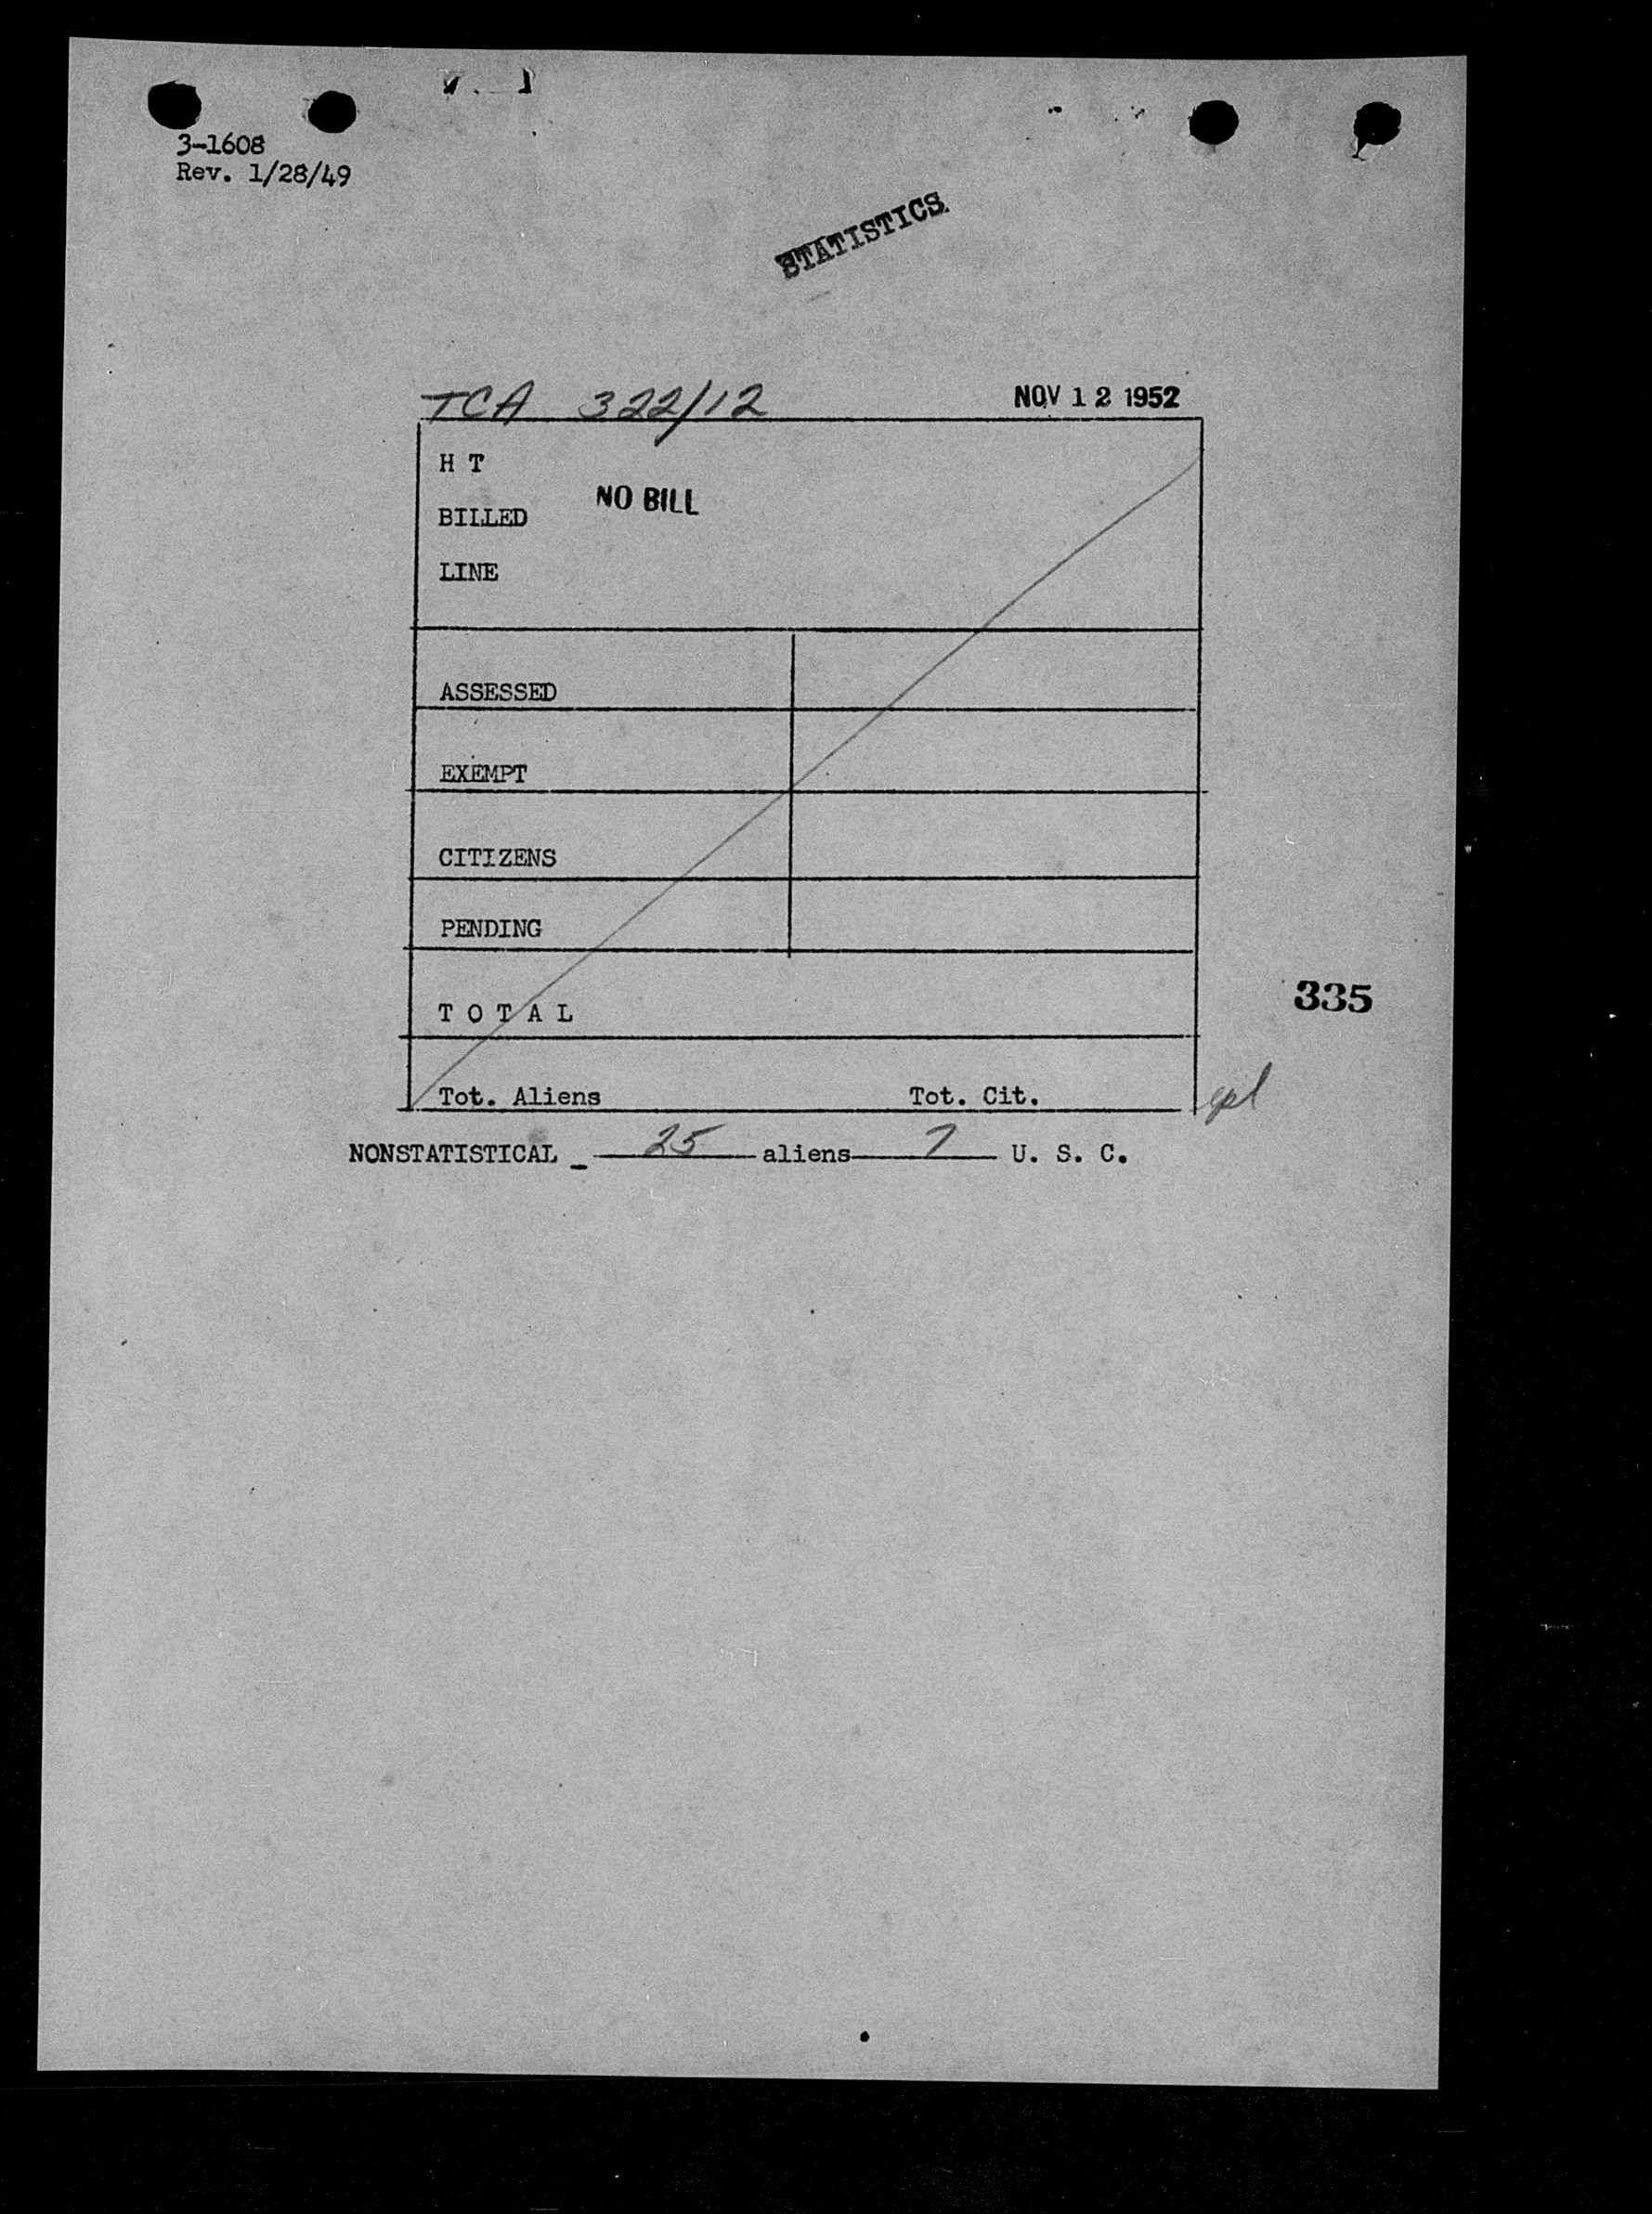 3-1608
Rev. 1/28/49
STATISTICS
TCA 322/12 NOV 12 1952
H T
NO BILL
BILLED
LINE
ASSESSED
EXEMPT
CITIZENS
PENDING
335
T O T A L
Tot. Aliens Tot. Cit.
NONSTATISTICAL - 25 aliens 7 U. S. C.